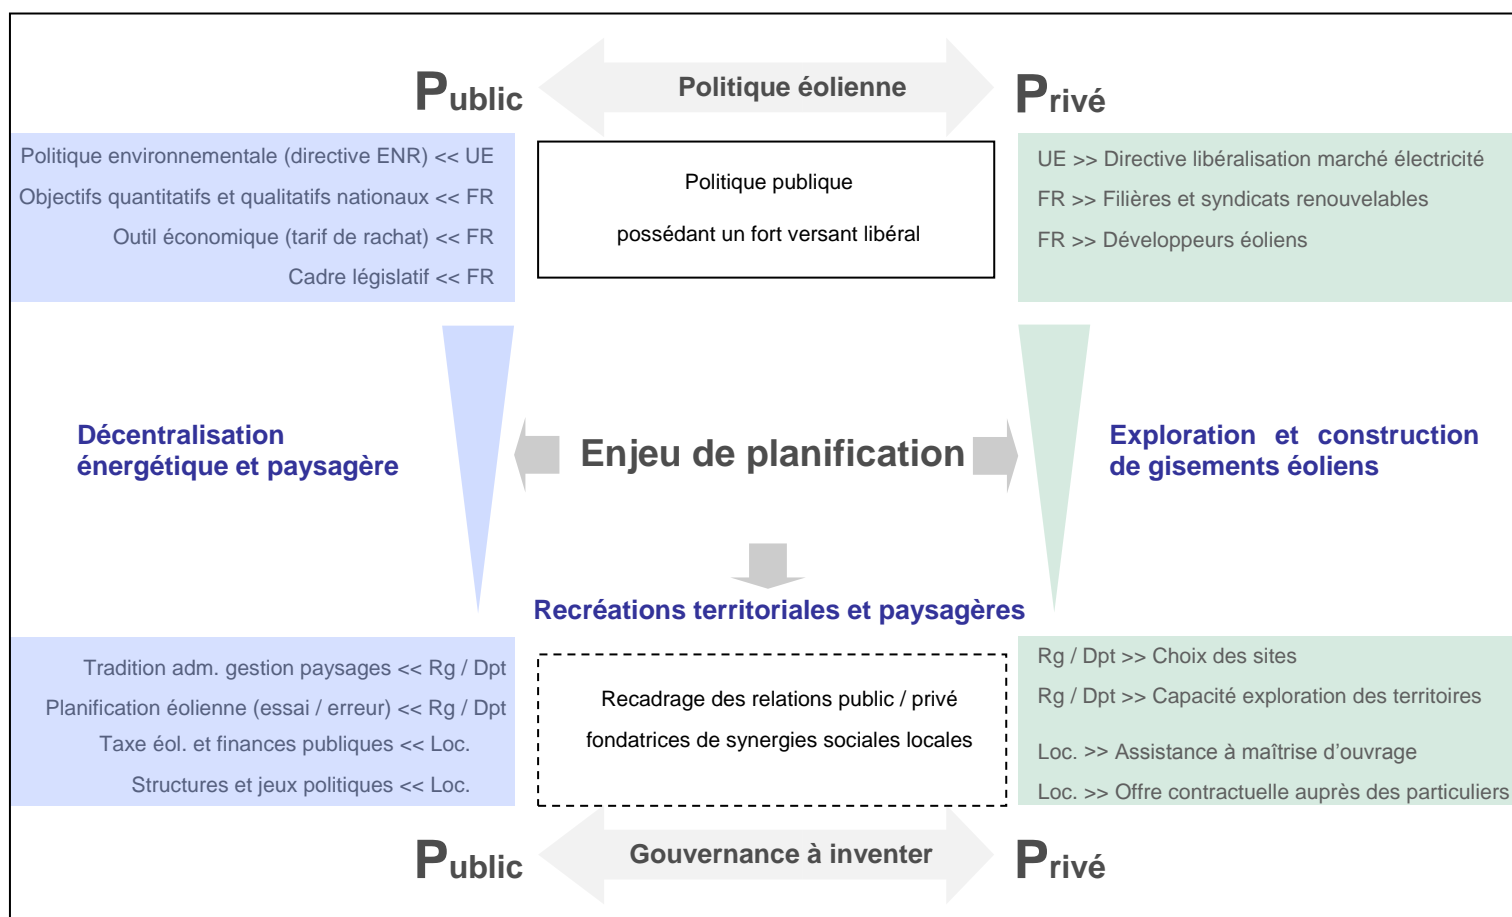 Public
Politique éolienne
Privé
Politique environnementale (directive ENR) << UE
Objectifs quantitatifs et qualitatifs nationaux << FR
Outil économique (tarif de rachat) << FR
Cadre législatif << FR
Politique publique
possédant un fort versant libéral
UE >> Directive libéralisation marché électricité
FR >> Filières et syndicats renouvelables
FR >> Développeurs éoliens
Décentralisation
énergétique et paysagère
Enjeu de planification
Exploration et construction
de gisements éoliens
Recréations territoriales et paysagères
Tradition adm. gestion paysages << Rg / Dpt
Planification éolienne (essai / erreur) << Rg / Dpt
Taxe éol. et finances publiques << Loc.
Structures et jeux politiques << Loc.
Recadrage des relations public / privé
fondatrices de synergies sociales locales
Rg / Dpt >> Choix des sites
Rg / Dpt >> Capacité exploration des territoires
Loc. >> Assistance à maîtrise d’ouvrage
Loc. >> Offre contractuelle auprès des particuliers
Public
Gouvernance à inventer
Privé